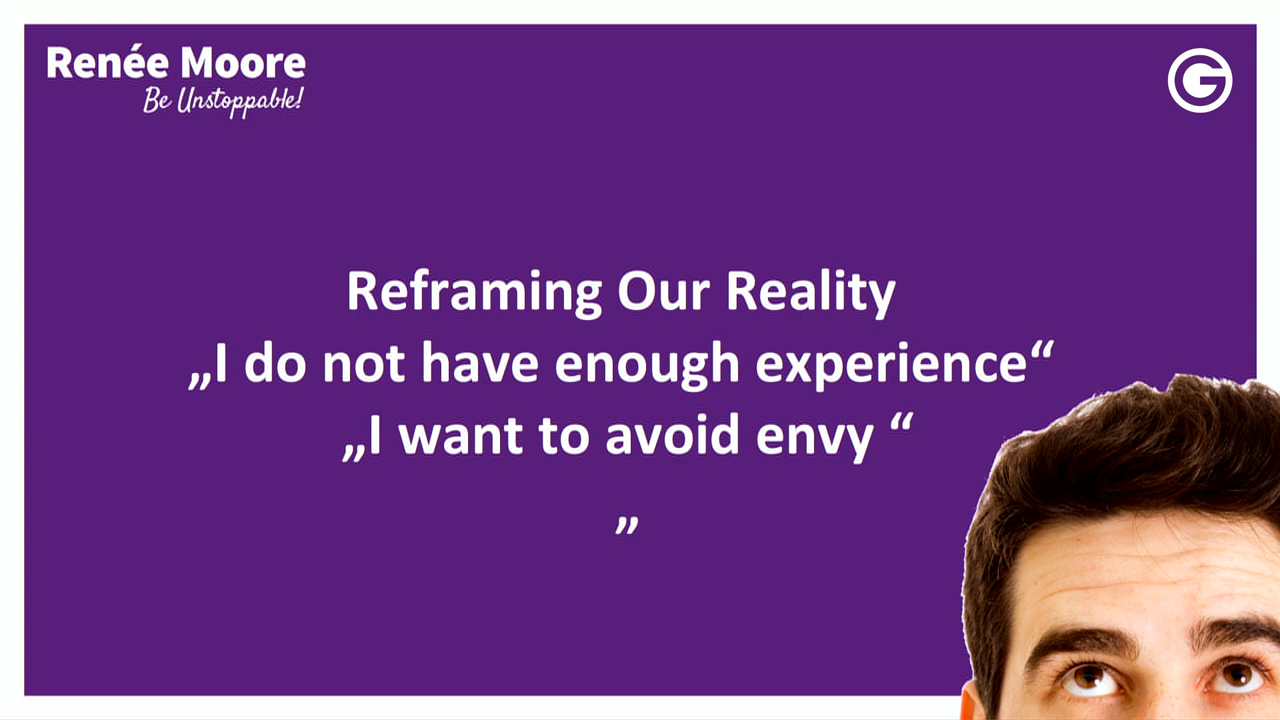 Renée Moore
Be Unstoppable!
G
Reframing Our Reality
„I do not have enough experience“
„I want to avoid envy “
”